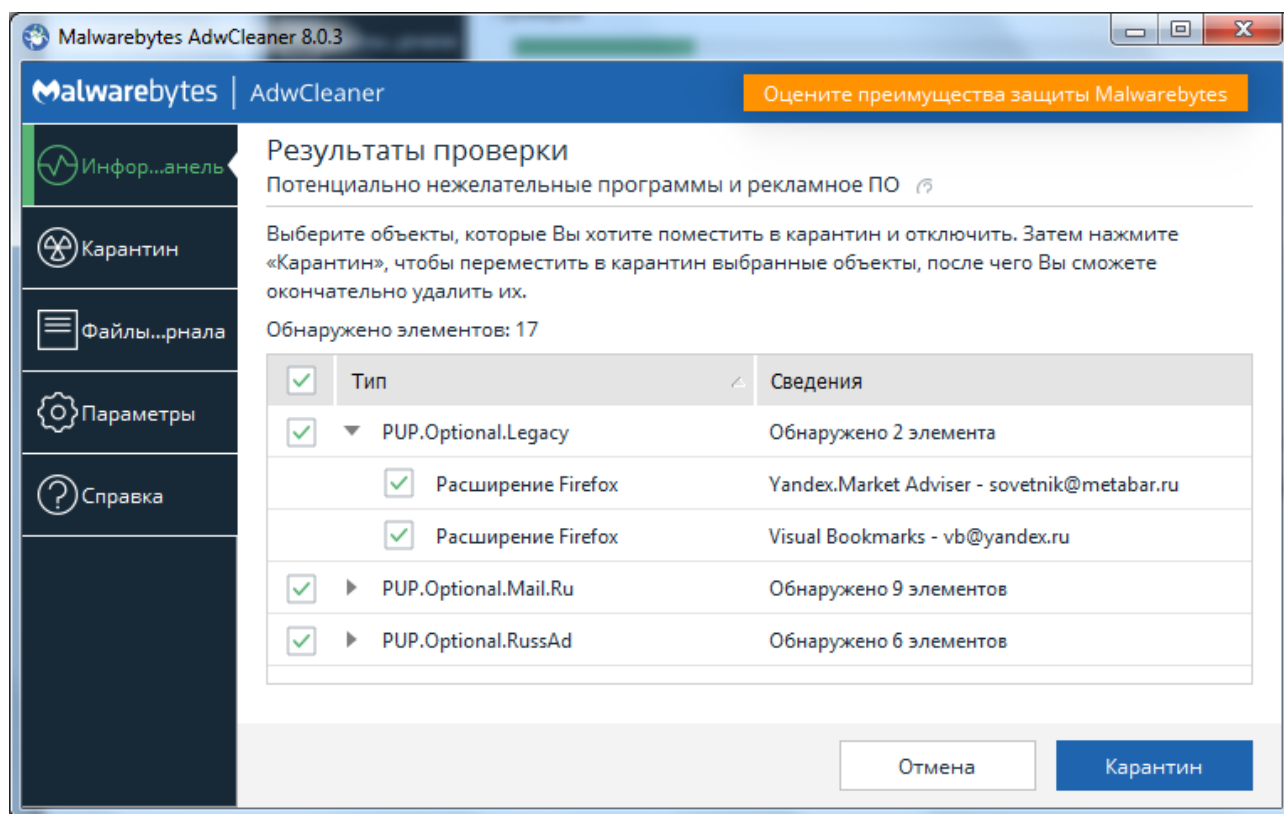 Malwarebytes AdwCleaner 8.0.3
Malwarebytes | AdwCleaner
Оцените преимущества защиты Malwarebytes
Инфор...анель
Карантин
Файлы...рнала
Параметры
Справка
Результаты проверки
Потенциально нежелательные программы и рекламное ПО
Выберите объекты, которые Вы хотите поместить в карантин и отключить. Затем нажмите
«Карантин», чтобы переместить в карантин выбранные объекты, после чего Вы сможете
окончательно удалить их.
Обнаружено элементов: 17
Тип Сведения
PUP.Optional.Legacy Обнаружено 2 элемента
Расширение Firefox Yandex.Market Adviser - sovetnik@metabar.ru
Расширение Firefox Visual Bookmarks - vb@yandex.ru
PUP.Optional.Mail.Ru Обнаружено 9 элементов
PUP.Optional.RussAd Обнаружено 6 элементов
Отмена
Карантин